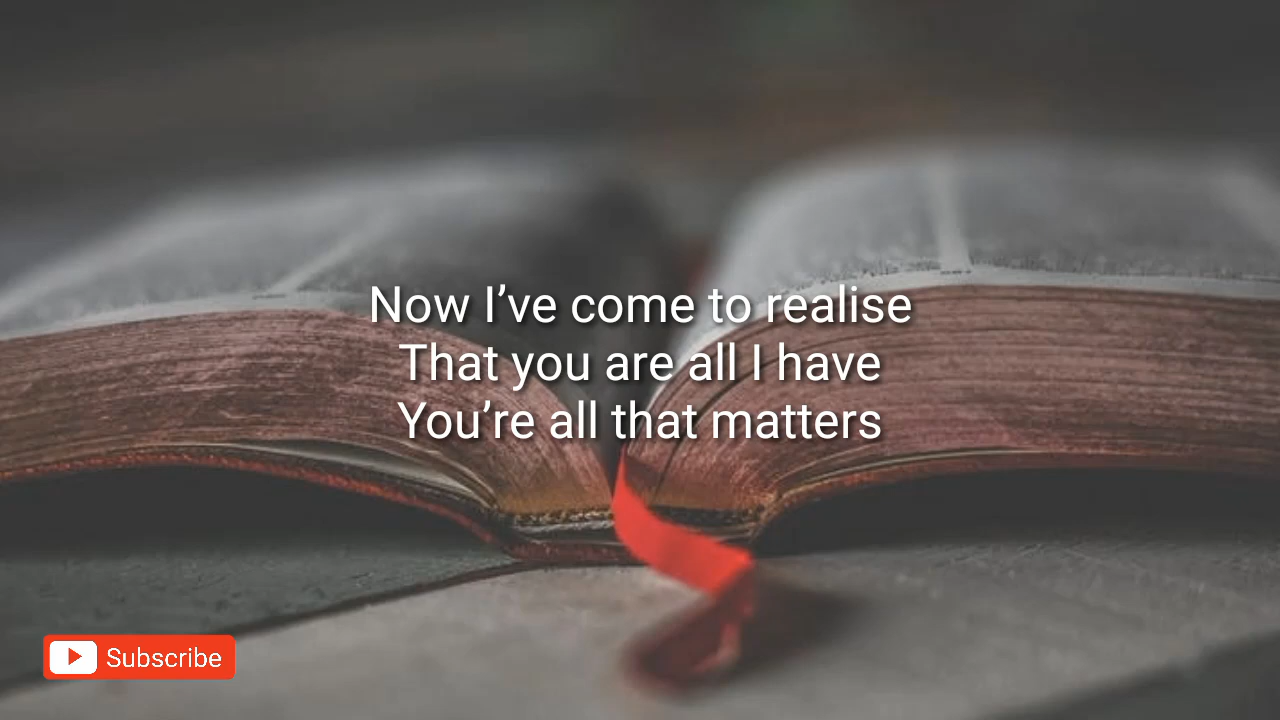 Now I’ve come to realise
That you are all I have
You’re all that matters
Subscribe